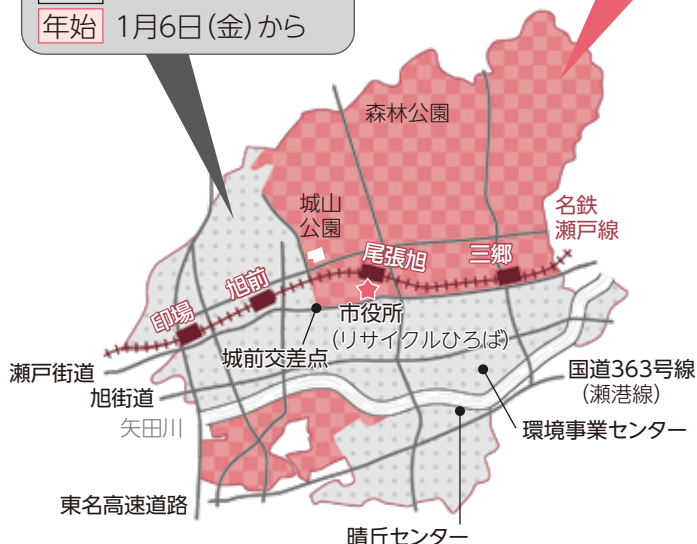 年始 1月6日(金)から
森林公園
城山
公園
名鉄
瀬戸線
尾張旭
三郷
旭前
印場
市役所
(リサイクルひろば)
城前交差点
瀬戸街道
旭街道
矢田川
国道363号線
(瀬港線)
環境事業センター
東名高速道路
晴丘センター